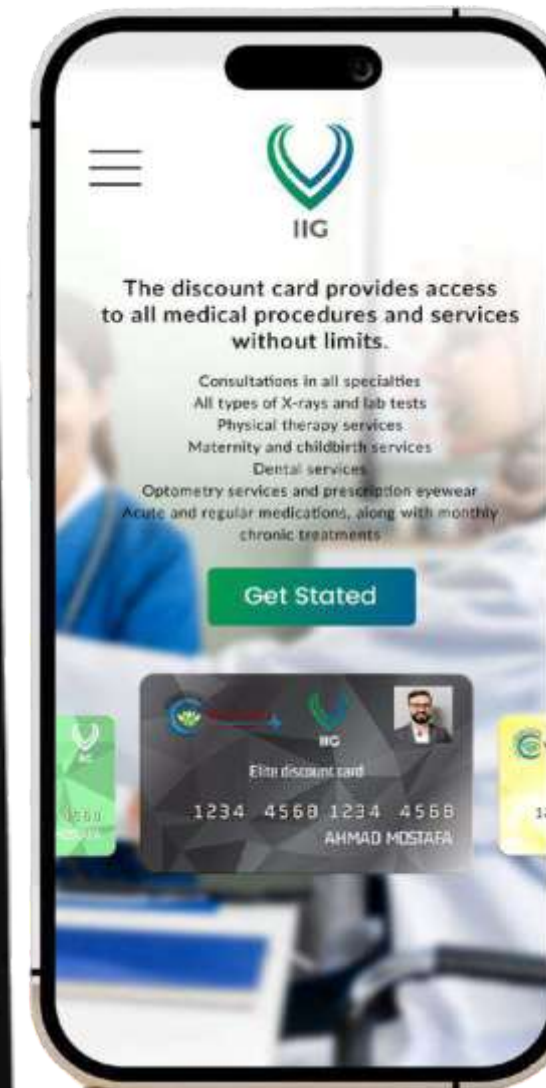 IIG
The discount card provides access
to all medical procedures and services
without limits.
Consultations in all specialties
All types of X-rays and lab tests
Physical therapy services
Maternity and childbirth services
Dental services
Optometry services and prescription eyewear
Acute and regular medications, along with monthly
chronic treatments
Get Stated
IIG
Elite discount card
1234 4568 1234 4568
AHMAD MOSTAFA